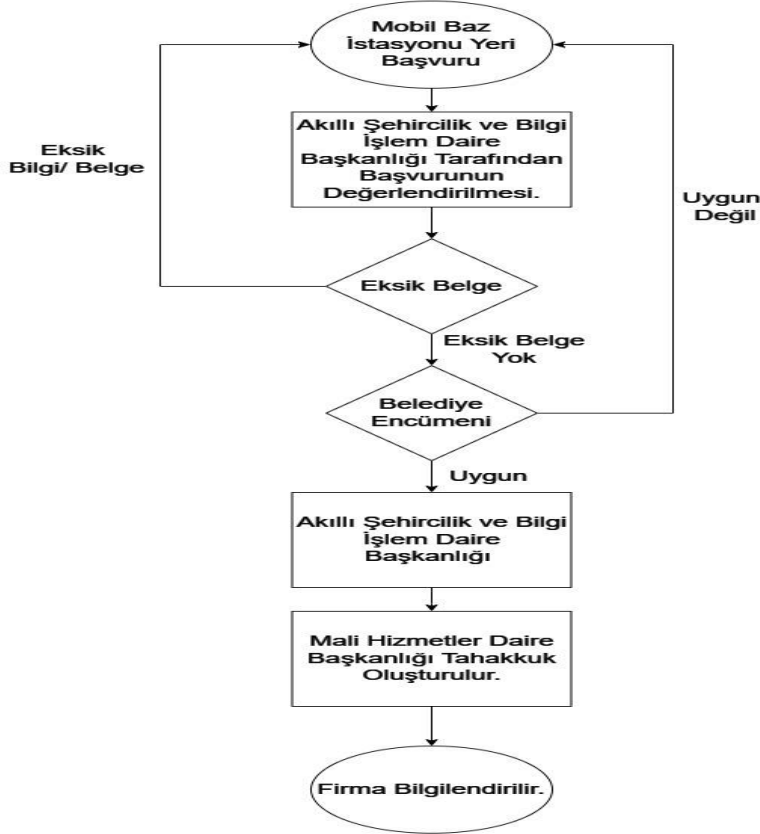 Mobil Baz
İstasyonu Yeri
Başvuru
Akıllı Şehircilik ve Bilgi
İşlem Daire
Başkanlığı Tarafından
Başvurunun
Değerlendirilmesi.
Eksik
Bilgi/ Belge
Uygun
Değil
Eksik Belge
Eksik Belge
Yok
Belediye
Encümeni
Uygun
Akıllı Şehircilik ve Bilgi
İşlem Daire
Başkanlığı
Mali Hizmetler Daire
Başkanlığı Tahakkuk
Oluşturulur.
Firma Bilgilendirilir.